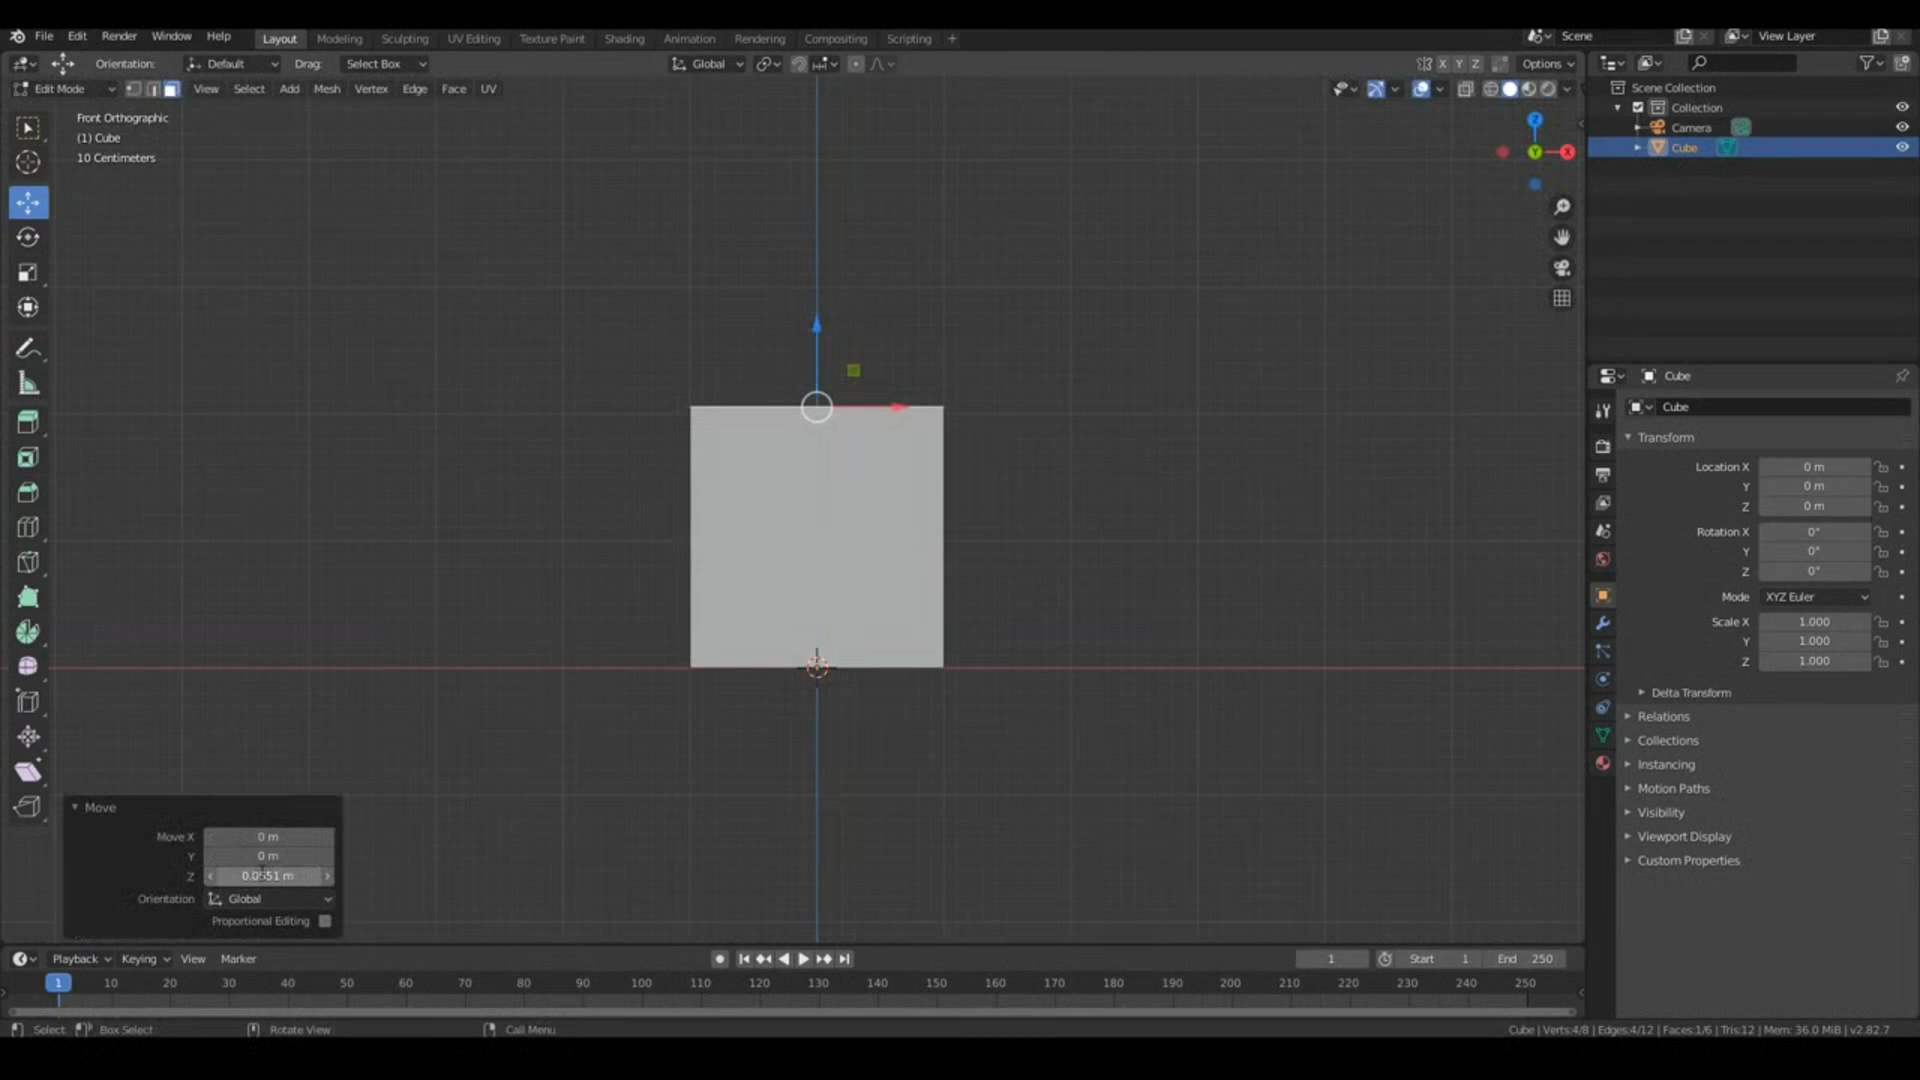 File Edit Render Window Help Layout Modeling Sculpting UV Editing Texture Paint Shading Animation Rendering Compositing Scripting + Scene View Layer
Orientation: Default Drag: Select Box Global X Y Z Options
Edit Mode View Select Add Mesh Vertex Edge Face UV
Front Orthographic
(1) Cube
10 Centimeters
Z
Y
X
Scene Collection
Collection
Camera
Cube
Cube
Cube
Transform
Location X 0 m
Y 0 m
Z 0 m
Rotation X 0°
Y 0°
Z 0°
Mode XYZ Euler
Scale X 1.000
Y 1.000
Z 1.000
Delta Transform
Relations
Collections
Instancing
Motion Paths
Visibility
Viewport Display
Custom Properties
Move
Move X 0 m
Y 0 m
Z 0.0551 m
Orientation Global
Proportional Editing
Playback Keying View Marker 1 Start 1 End 250
1 10 20 30 40 50 60 70 80 90 100 110 120 130 140 150 160 170 180 190 200 210 220 230 240 250
Select Box Select Rotate View Call Menu Cube | Verts:4/8 | Edges:4/12 | Faces:1/6 | Tris:12 | Mem: 36.0 MiB | v2.82.7